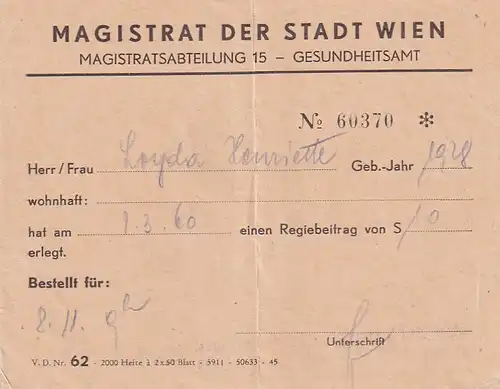 MAGISTRAT DER STADT WIEN
MAGISTRATSABTEILUNG 15 – GESUNDHEITSAMT
№ 60370 *
Herr/Frau Loyda Henriette Geb.-Jahr 1928
wohnhaft:
hat am 1.3.60 einen Regiebeitrag von S 10
erlegt.
Bestellt für:
8.11. 9h
Unterschrift
V. D. Nr. 62 - 2000 Hefte à 2x50 Blatt - 5911 - 50633 - 45